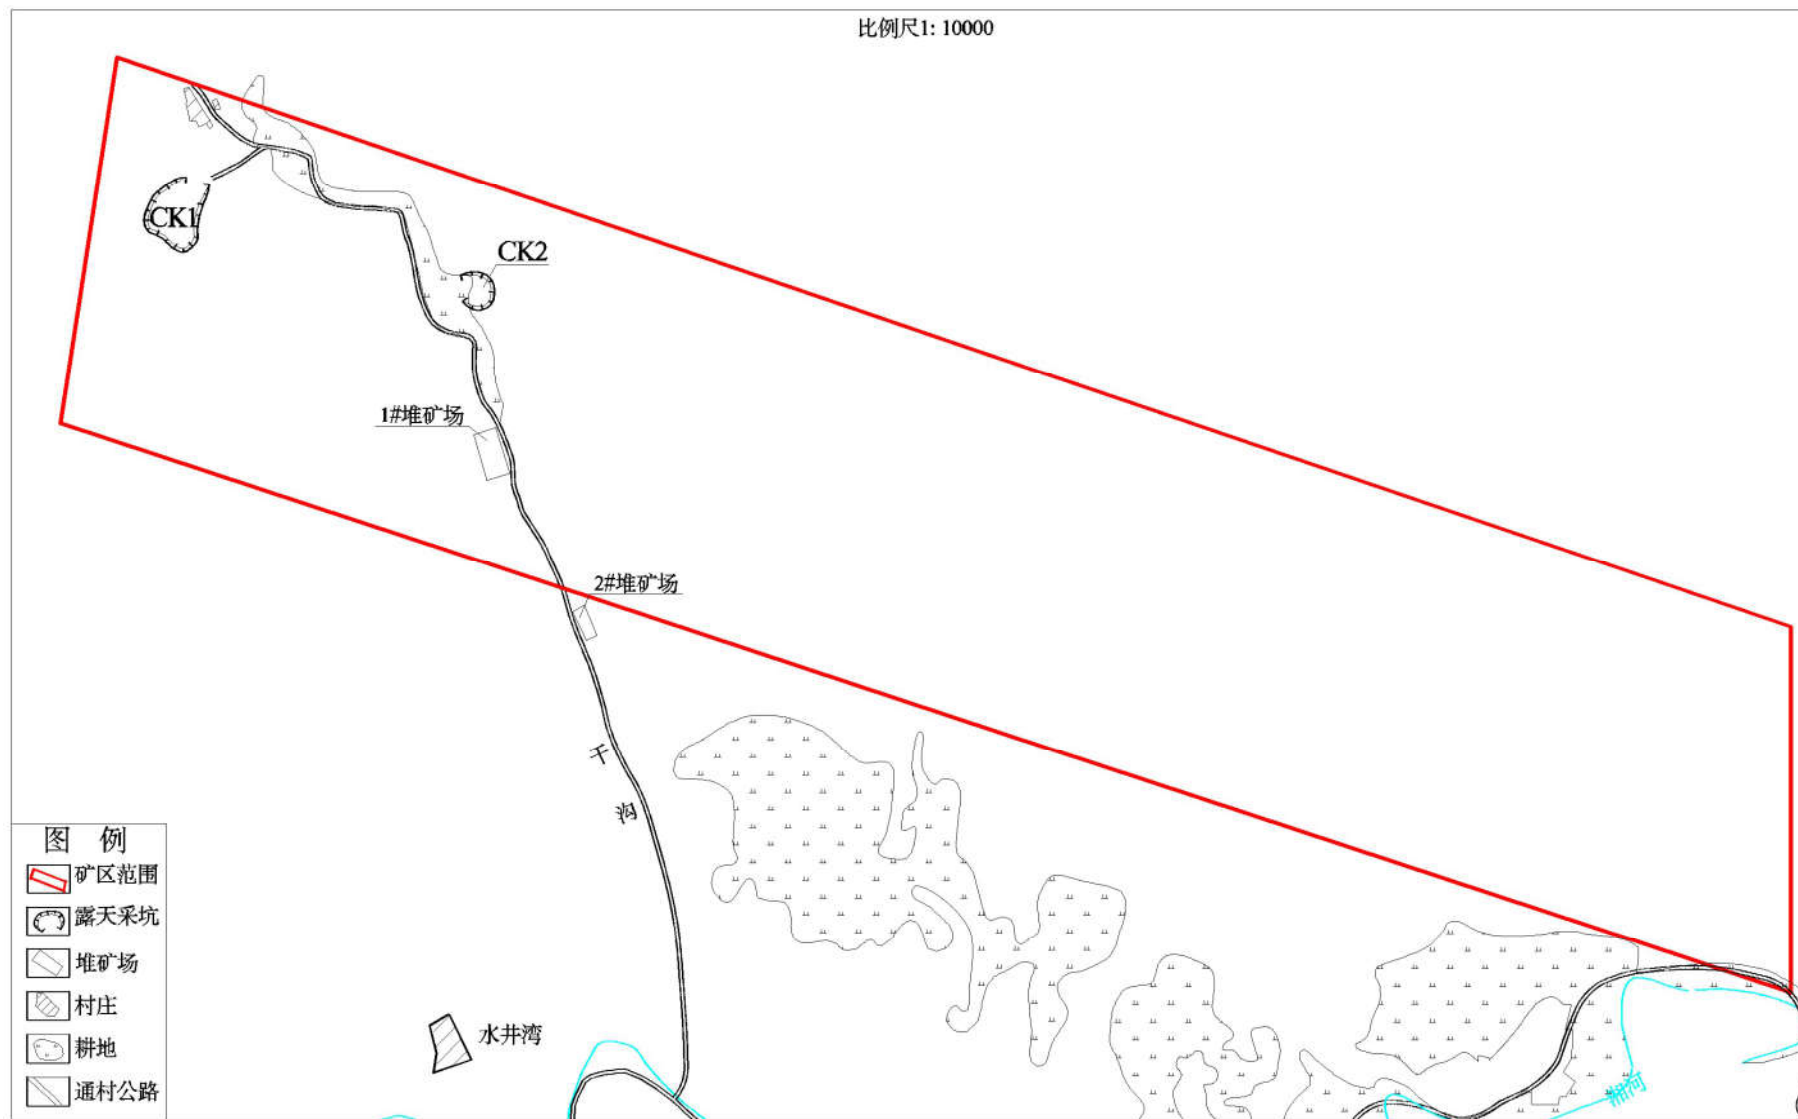 比例尺1: 10000
CK1
CK2
1#堆矿场
2#堆矿场
干
沟
水井湾
湘河
图 例
矿区范围
露天采坑
堆矿场
村庄
耕地
通村公路